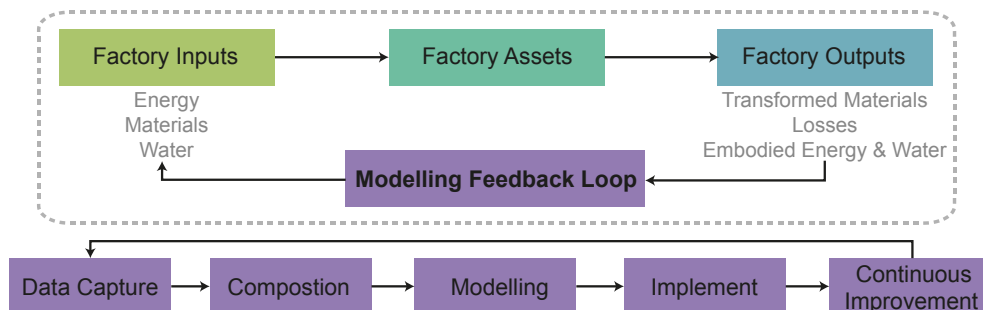 Factory Inputs
Factory Assets
Factory Outputs
Energy
Materials
Water
Transformed Materials
Losses
Embodied Energy & Water
Modelling Feedback Loop
Data Capture
Compostion
Modelling
Implement
Continuous
Improvement